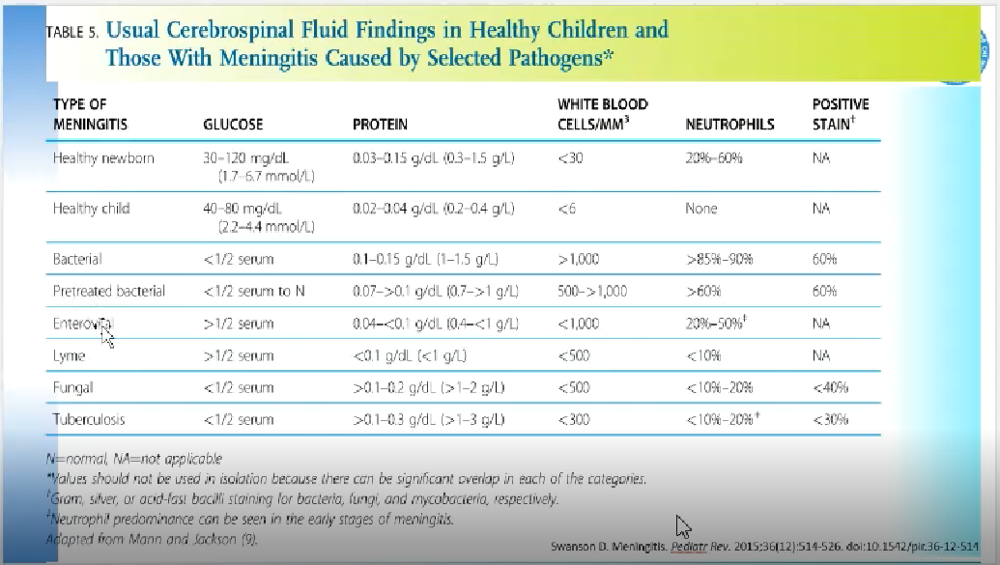 TABLE 5. Usual Cerebrospinal Fluid Findings in Healthy Children and
Those With Meningitis Caused by Selected Pathogens*
TYPE OF MENINGITIS GLUCOSE PROTEIN WHITE BLOOD CELLS/MM³ NEUTROPHILS POSITIVE STAIN†
Healthy newborn 30–120 mg/dL 0.03–0.15 g/dL (0.3–1.5 g/L) <30 20%–60% NA
(1.7–6.7 mmol/L)
Healthy child 40–80 mg/dL 0.02–0.04 g/dL (0.2–0.4 g/L) <6 None NA
(2.2–4.4 mmol/L)
Bacterial <1/2 serum 0.1–0.15 g/dL (1–1.5 g/L) >1,000 >85%–90% 60%
Pretreated bacterial <1/2 serum to N 0.07–>0.1 g/dL (0.7–>1 g/L) 500–>1,000 >60% 60%
Enteroviral >1/2 serum 0.04–<0.1 g/dL (0.4–<1 g/L) <1,000 20%–50%‡ NA
Lyme >1/2 serum <0.1 g/dL (<1 g/L) <500 <10% NA
Fungal <1/2 serum >0.1–0.2 g/dL (>1–2 g/L) <500 <10%–20% <40%
Tuberculosis <1/2 serum >0.1–0.3 g/dL (>1–3 g/L) <300 <10%–20%‡ <30%
N=normal, NA=not applicable
*Values should not be used in isolation because there can be significant overlap in each of the categories.
†Gram, silver, or acid-fast bacilli staining for bacteria, fungi, and mycobacteria, respectively.
‡Neutrophil predominance can be seen in the early stages of meningitis.
Adapted from Mann and Jackson (9).
Swanson D. Meningitis. Pediatr Rev. 2015;36(12):514-526. doi:10.1542/pir.36-12-514